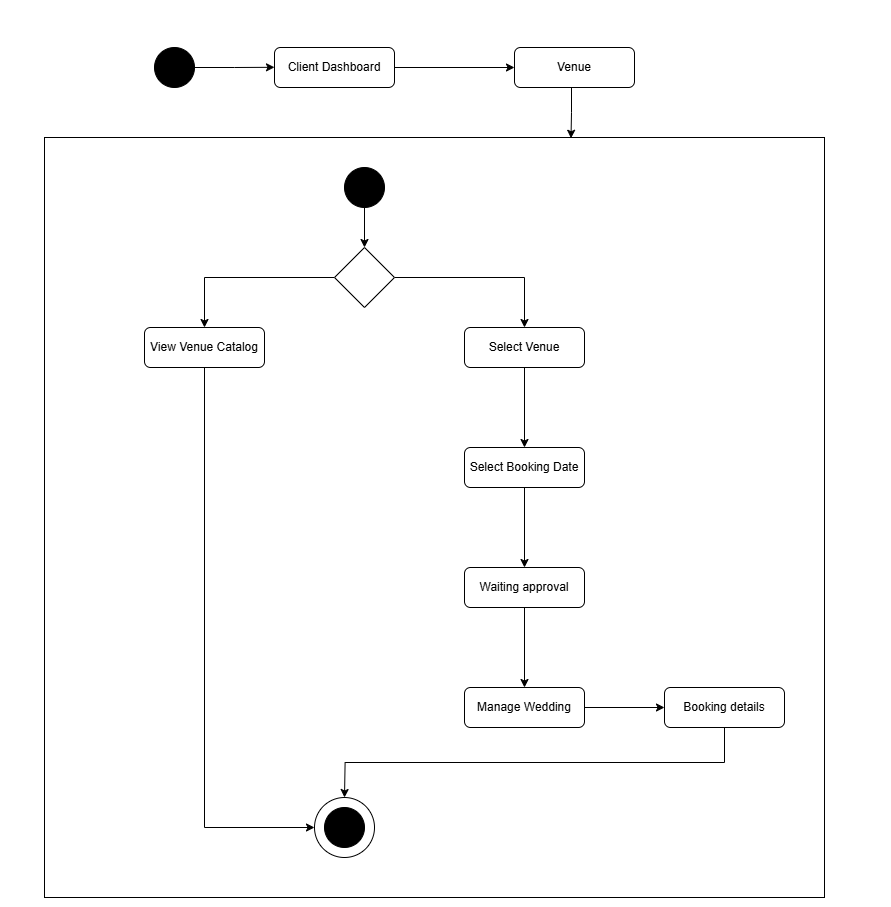 Client Dashboard
Venue
View Venue Catalog
Select Venue
Select Booking Date
Waiting approval
Manage Wedding
Booking details